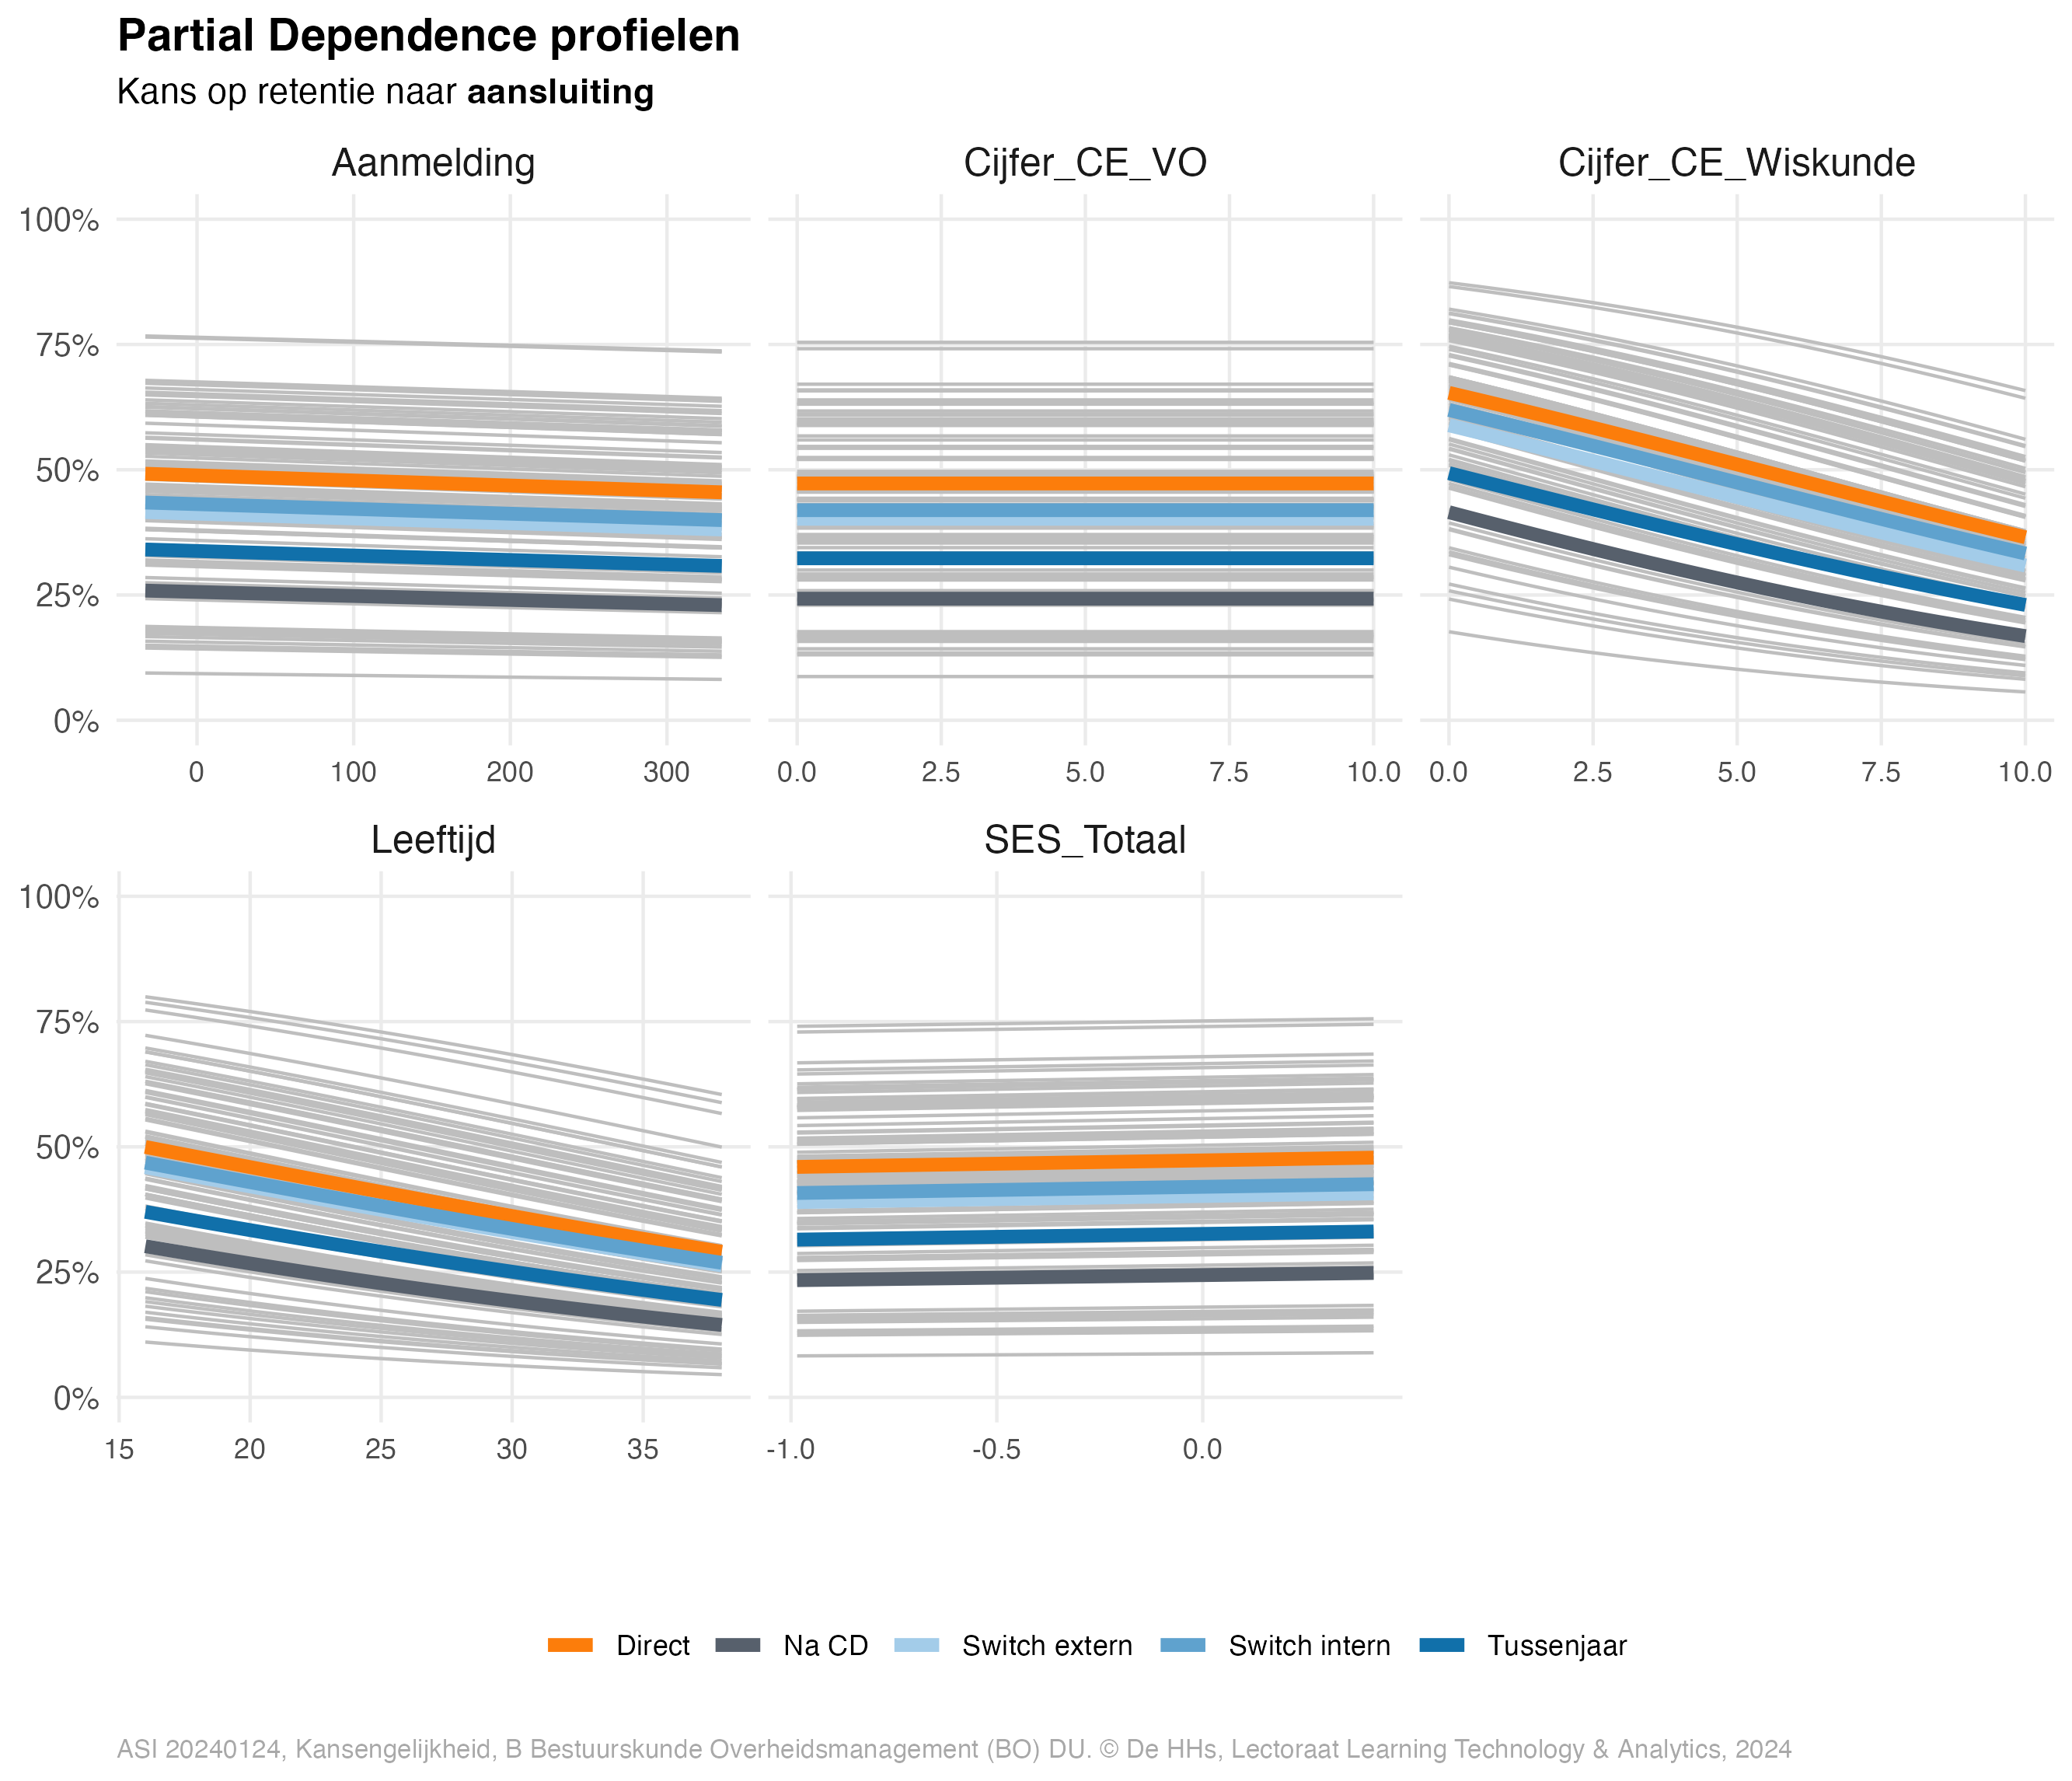 Partial Dependence profielen
Kans op retentie naar aansluiting
Aanmelding
Cijfer_CE_VO
Cijfer_CE_Wiskunde
100%
75%
50%
25%
0%
0 100 200 300
0.0 2.5 5.0 7.5 10.0
0.0 2.5 5.0 7.5 10.0
Leeftijd
SES_Totaal
100%
75%
50%
25%
0%
15 20 25 30 35
-1.0 -0.5 0.0
Direct Na CD Switch extern Switch intern Tussenjaar
ASI 20240124, Kansengelijkheid, B Bestuurskunde Overheidsmanagement (BO) DU. © De HHs, Lectoraat Learning Technology & Analytics, 2024